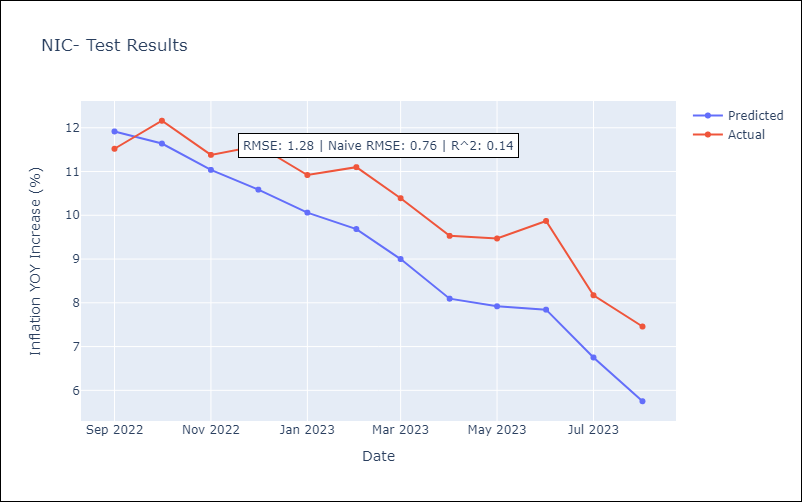 NIC- Test Results
Predicted
Actual
RMSE: 1.28 | Naive RMSE: 0.76 | R^2: 0.14
Inflation YOY Increase (%)
12
11
10
9
8
7
6
Sep 2022 Nov 2022 Jan 2023 Mar 2023 May 2023 Jul 2023
Date